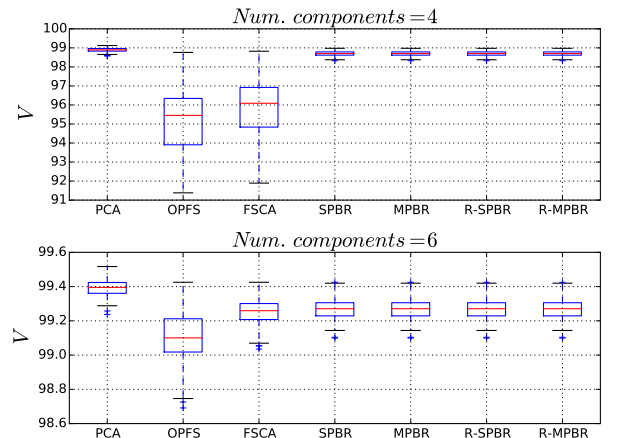 Num. components=4
100
99
98
97
96
95
94
93
92
91
V
PCA OPFS FSCA SPBR MPBR R-SPBR R-MPBR
Num. components=6
99.6
99.4
99.2
99.0
98.8
98.6
V
PCA OPFS FSCA SPBR MPBR R-SPBR R-MPBR